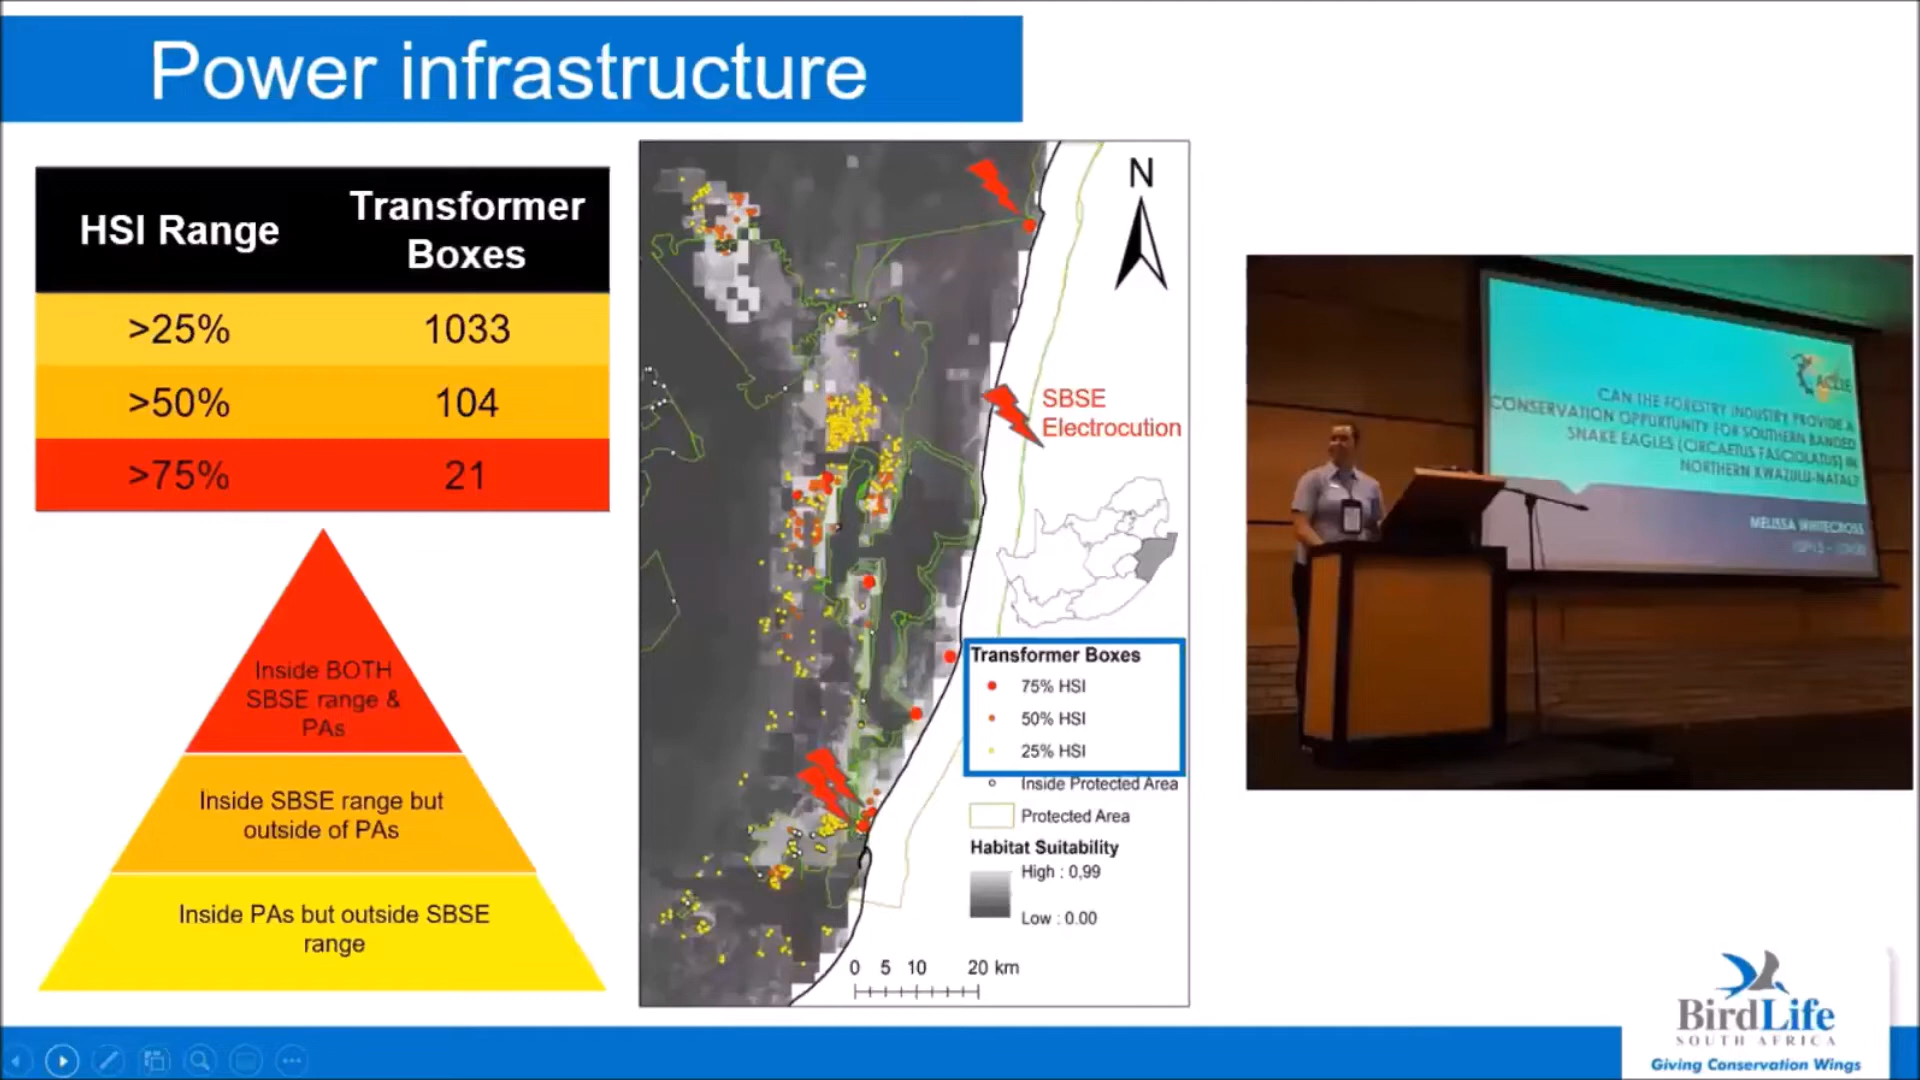 Power infrastructure
HSI Range
Transformer
Boxes
>25%
1033
>50%
104
>75%
21
Inside BOTH
SBSE range &
PAs
Inside SBSE range but
outside of PAs
Inside PAs but outside SBSE
range
N
SBSE
Electrocution
Transformer Boxes
75% HSI
50% HSI
25% HSI
Inside Protected Area
Protected Area
Habitat Suitability
High : 0,99
Low : 0.00
0 5 10 20 km
CAN THE FORESTRY INDUSTRY PROVIDE A
CONSERVATION OPPURTUNITY FOR SOUTHERN BANDED
SNAKE EAGLES (CIRCAETUS FASCIOLATUS) IN
NORTHERN KWAZULU-NATAL?
MELISSA WHITECROSS
BirdLife
SOUTH AFRICA
Giving Conservation Wings